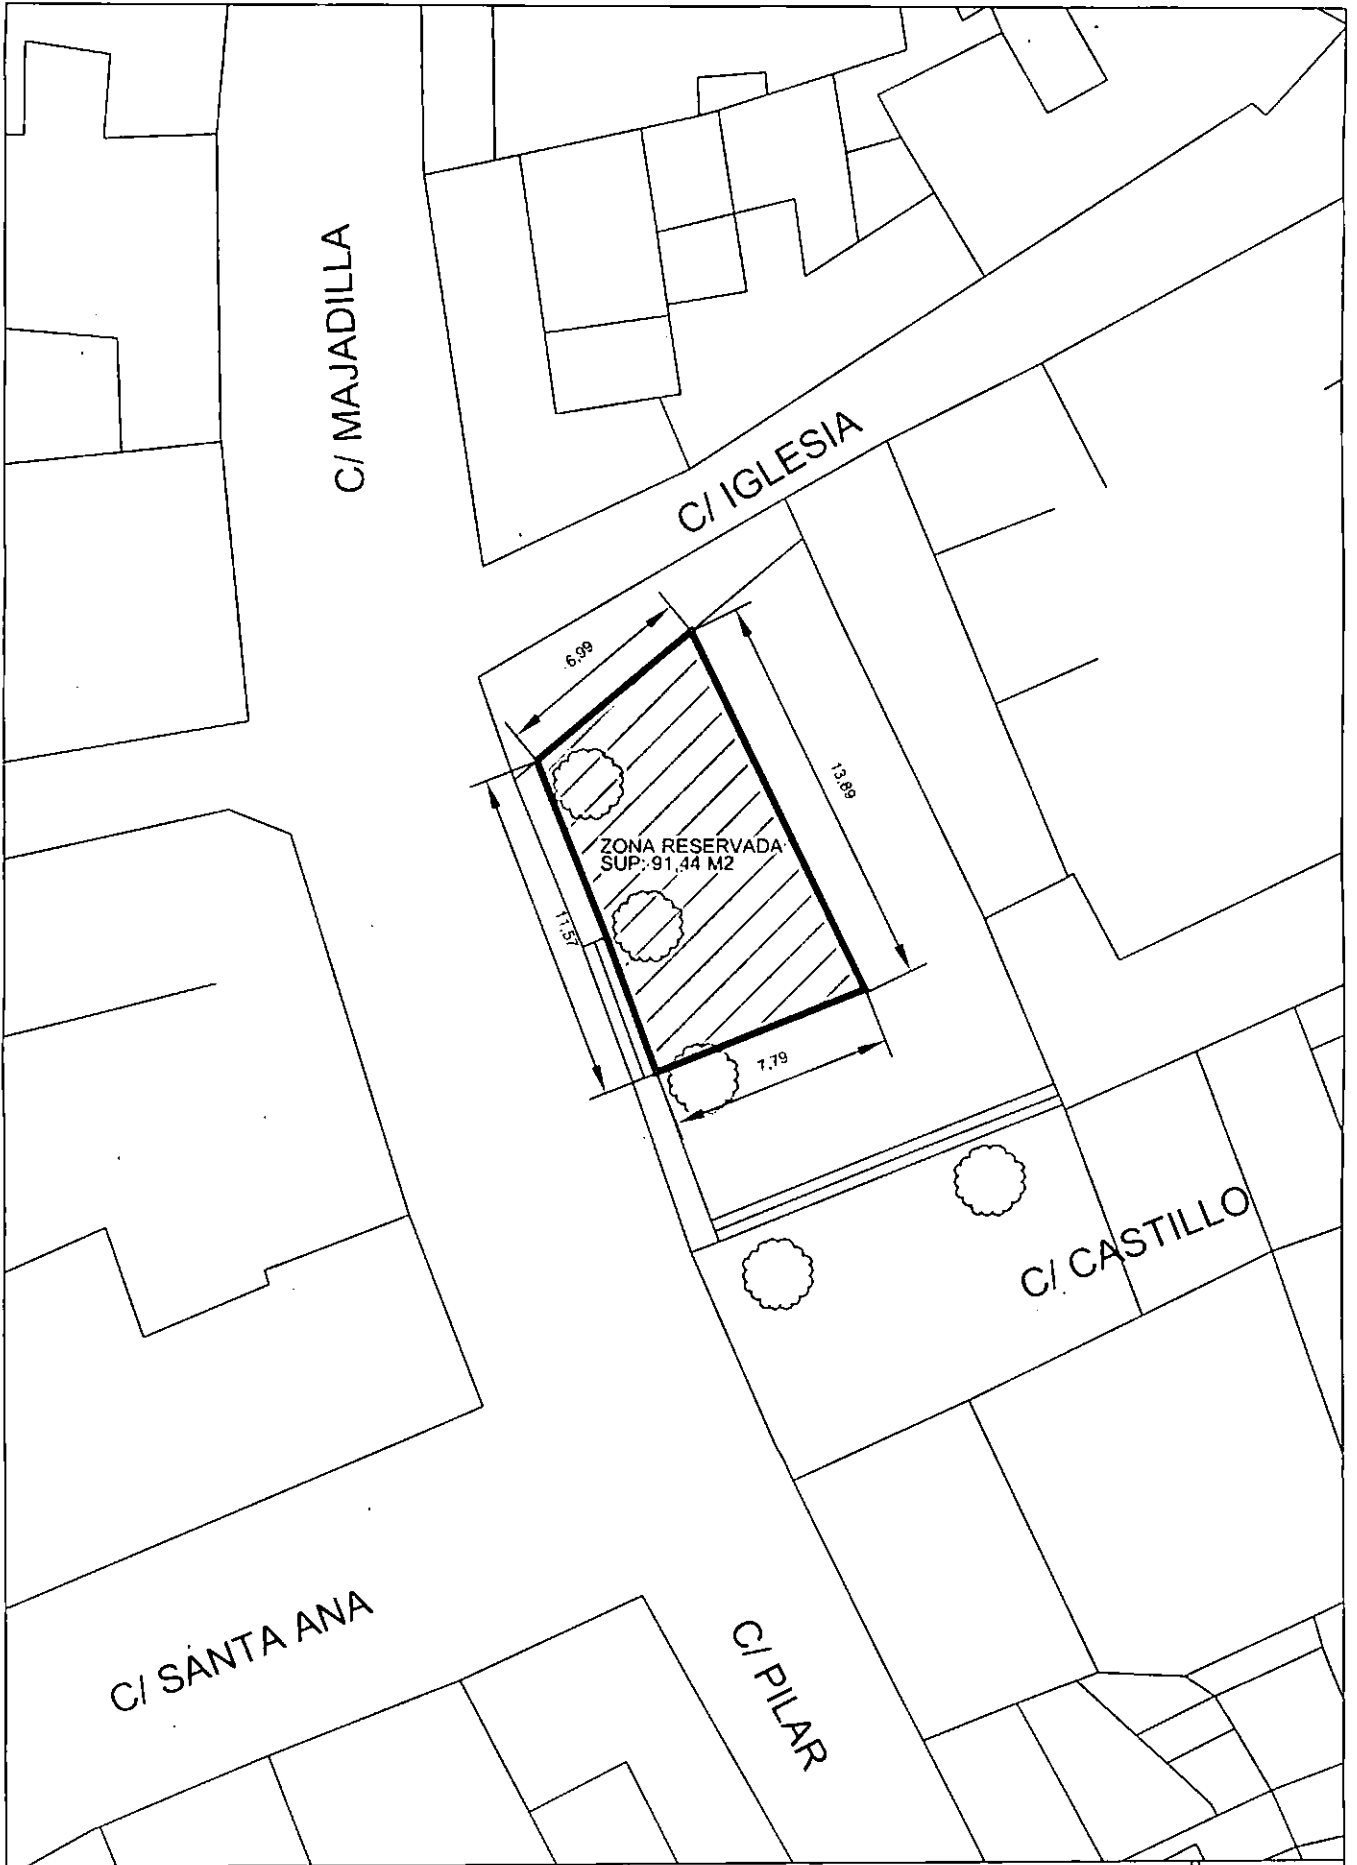 C/ MAJADILLA
C/ IGLESIA
6,99
13,89
ZONA RESERVADA
SUP: 91,44 M2
11,57
7,79
C/ CASTILLO
C/ SANTA ANA
C/ PILAR